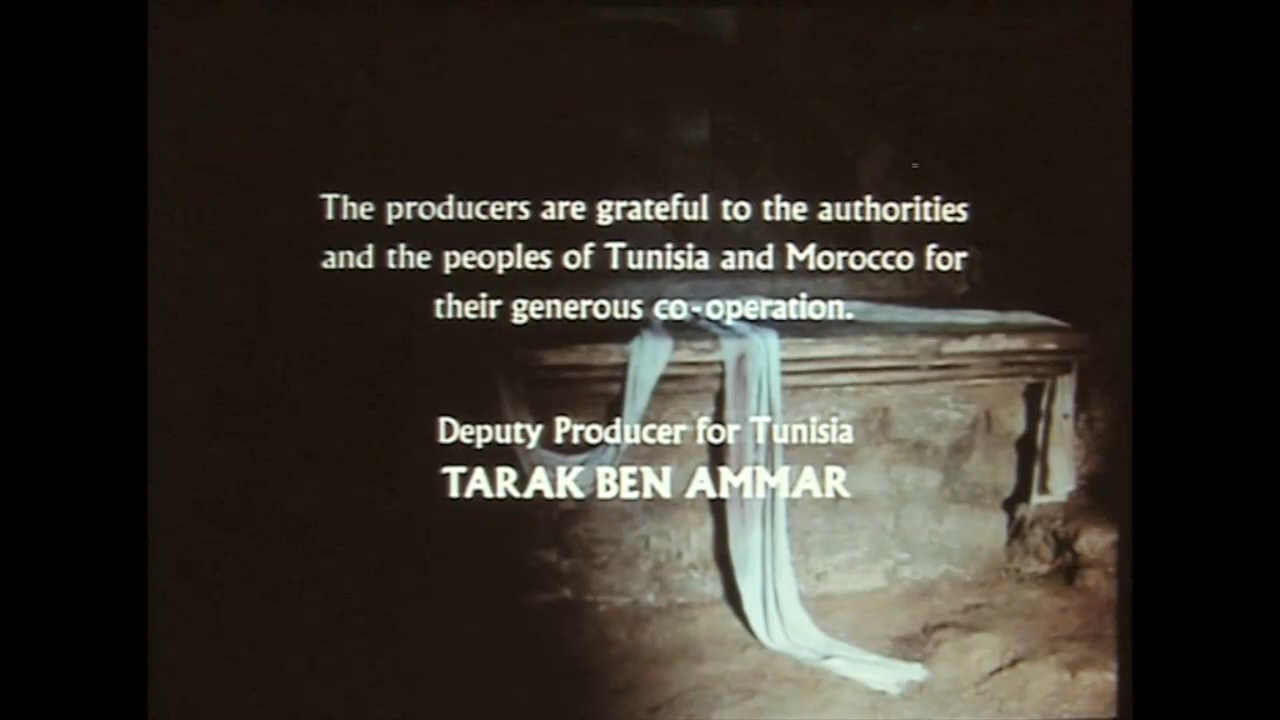 The producers are grateful to the authorities
and the peoples of Tunisia and Morocco for
their generous co-operation.
Deputy Producer for Tunisia
TARAK BEN AMMAR